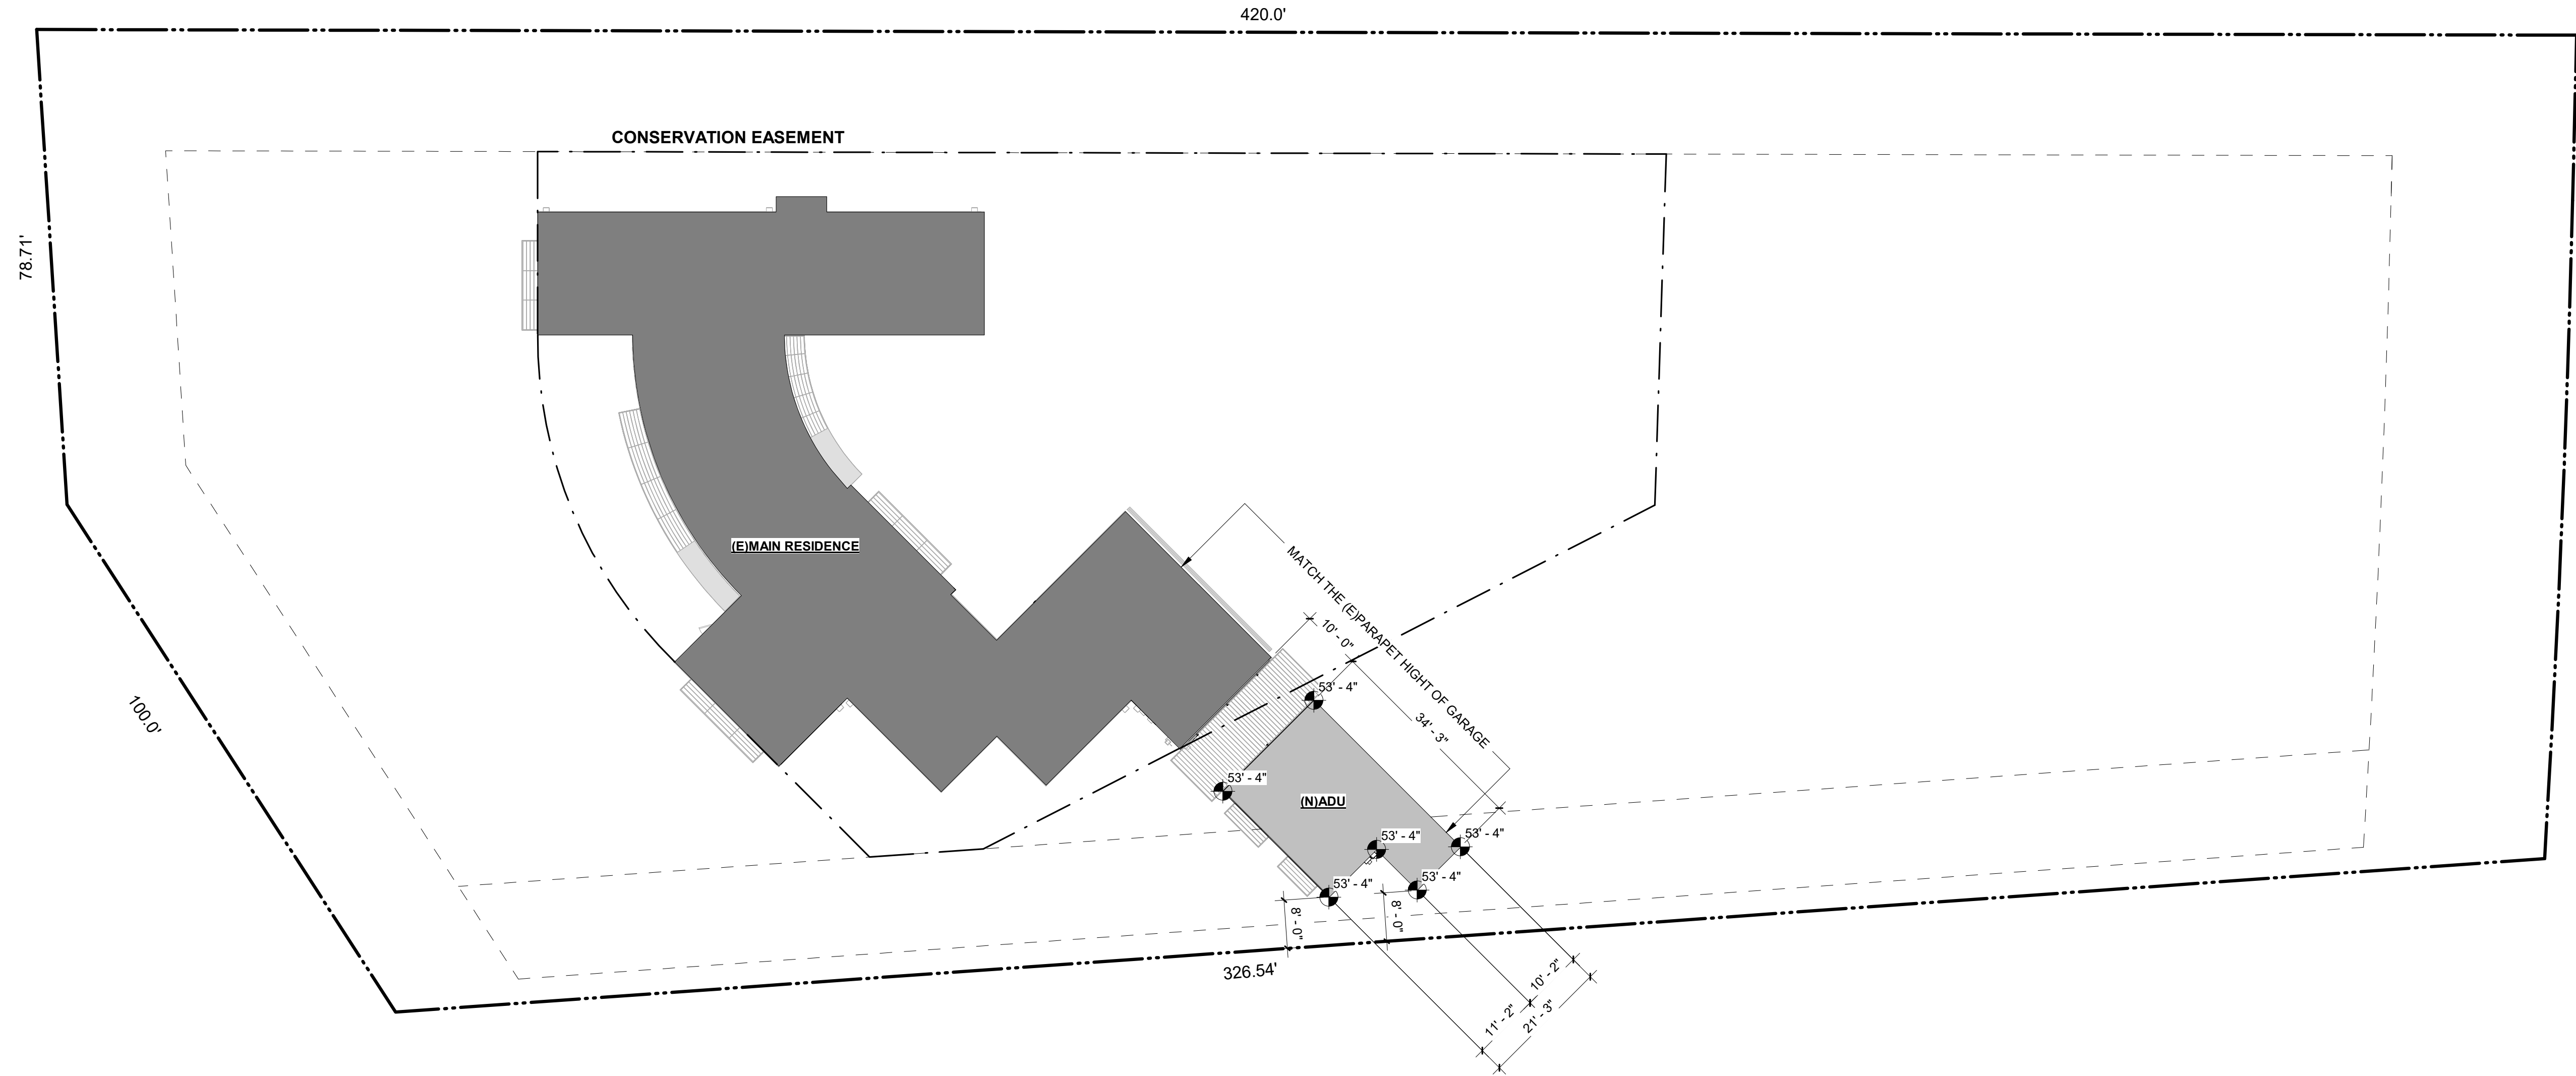 420.0'
CONSERVATION EASEMENT
78.71'
(E)MAIN RESIDENCE
MATCH THE (E)PARAPET HIGHT OF GARAGE
10' - 0"
53' - 4"
34' - 3"
100.0'
53' - 4"
(N)ADU
53' - 4"
53' - 4"
53' - 4"
53' - 4"
8' - 0"
8' - 0"
326.54'
10' - 2"
11' - 2"
21' - 3"